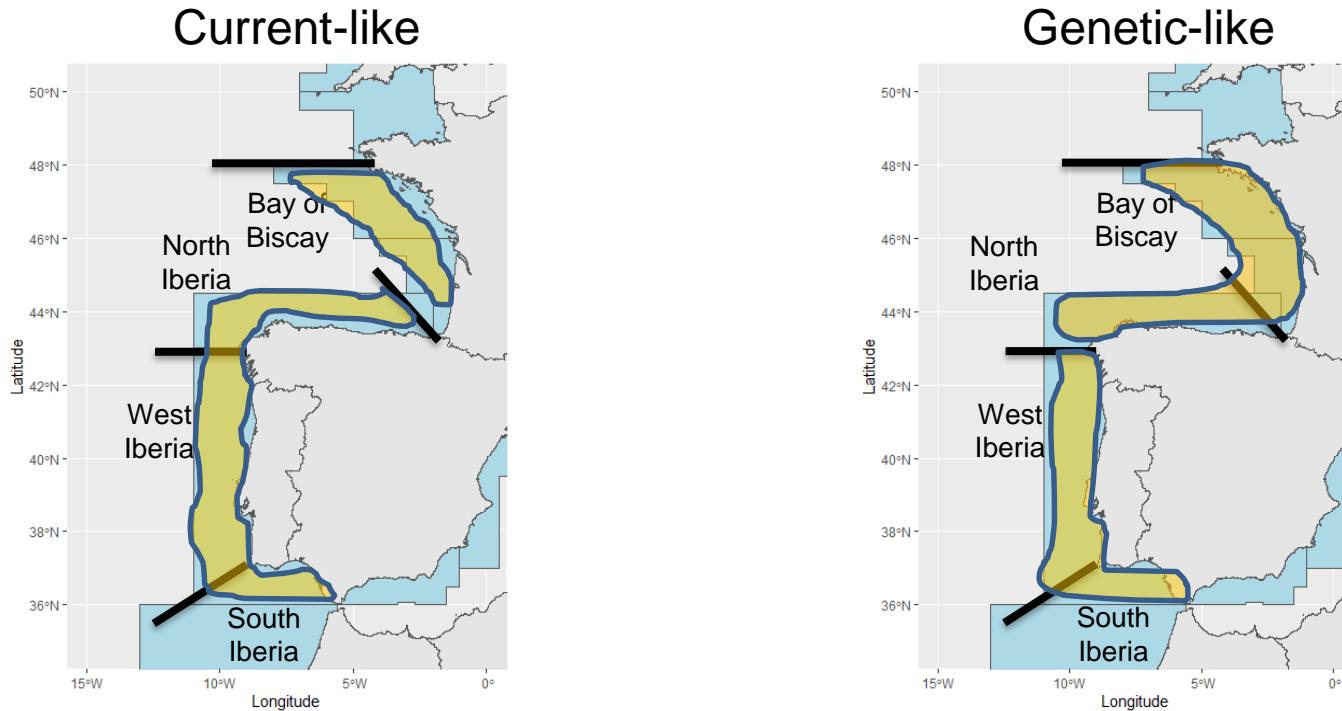 Current-like
50°N
48°N
46°N
44°N
42°N
40°N
38°N
36°N
Latitude
Bay of
Biscay
North
Iberia
West
Iberia
South
Iberia
15°W
10°W
5°W
0°
Longitude
Genetic-like
50°N
48°N
46°N
44°N
42°N
40°N
38°N
36°N
Latitude
Bay of
Biscay
North
Iberia
West
Iberia
South
Iberia
15°W
10°W
5°W
0°
Longitude